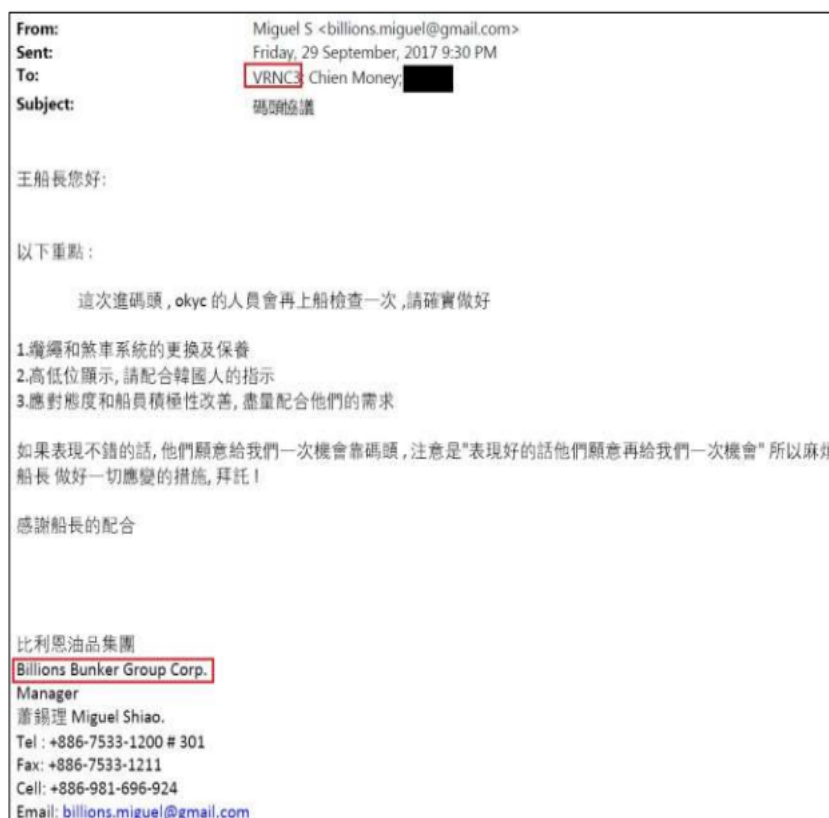 From: Miguel S <billions.miguel@gmail.com>
Sent: Friday, 29 September, 2017 9:30 PM
To: VRNC3; Chien Money;
Subject: 碼頭協議
王船長您好:
以下重點 :
這次進碼頭 , okyc 的人員會再上船檢查一次 ,請確實做好
1.纜繩和煞車系統的更換及保養
2.高低位顯示, 請配合韓國人的指示
3.應對態度和船員積極性改善, 盡量配合他們的需求
如果表現不錯的話, 他們願意給我們一次機會靠碼頭 , 注意是"表現好的話他們願意再給我們一次機會" 所以麻煩
船長 做好一切應變的措施, 拜託 !
感謝船長的配合
比利恩油品集團
Billions Bunker Group Corp.
Manager
蕭錫理 Miguel Shiao.
Tel : +886-7533-1200 # 301
Fax: +886-7533-1211
Cell: +886-981-696-924
Email: billions.miguel@gmail.com